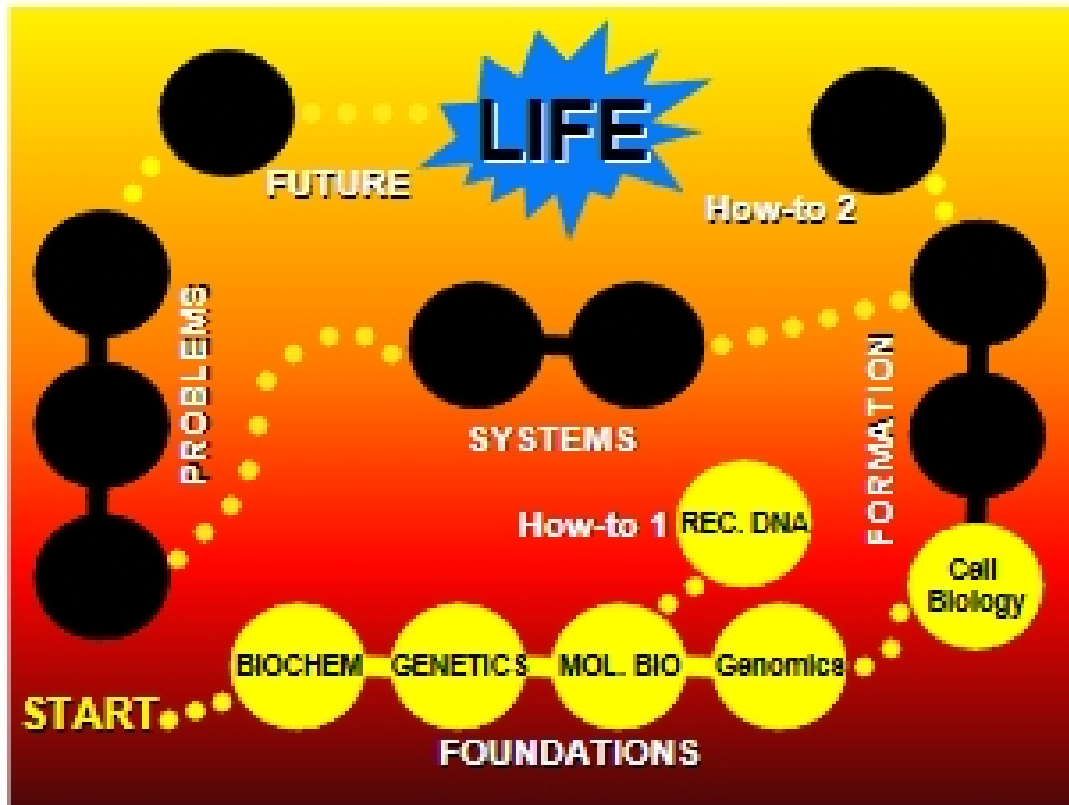 LIFE
FUTURE
How-to 2
PROBLEMS
FORMATION
SYSTEMS
How-to 1
REC. DNA
Cell
Biology
BIOCHEM
GENETICS
MOL. BIO
Genomics
START
FOUNDATIONS